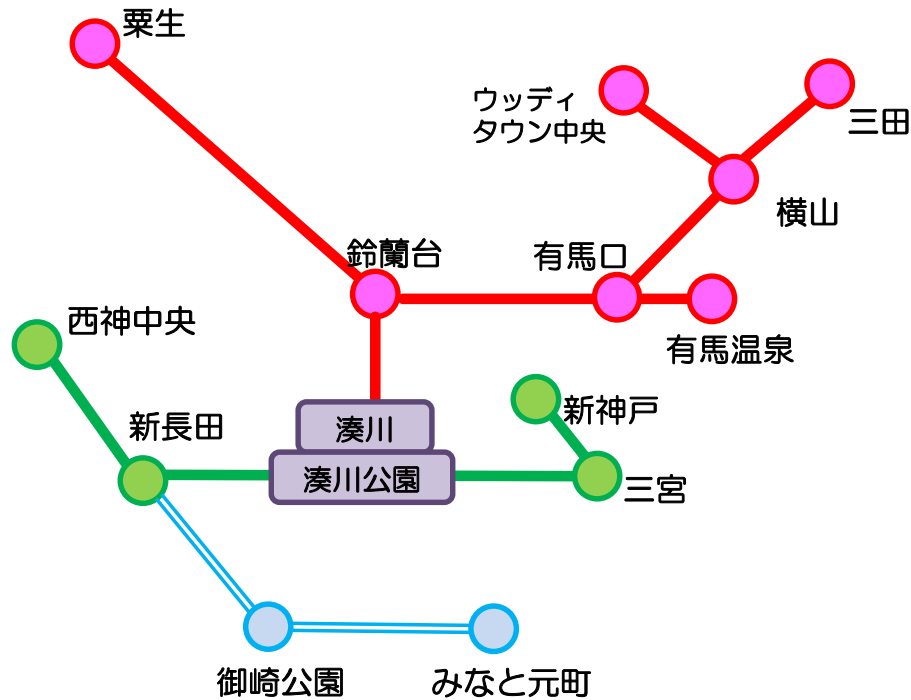 粟生
ウッディ
タウン中央
三田
横山
鈴蘭台
有馬口
有馬温泉
西神中央
新長田
湊川
新神戸
湊川公園
三宮
御崎公園
みなと元町